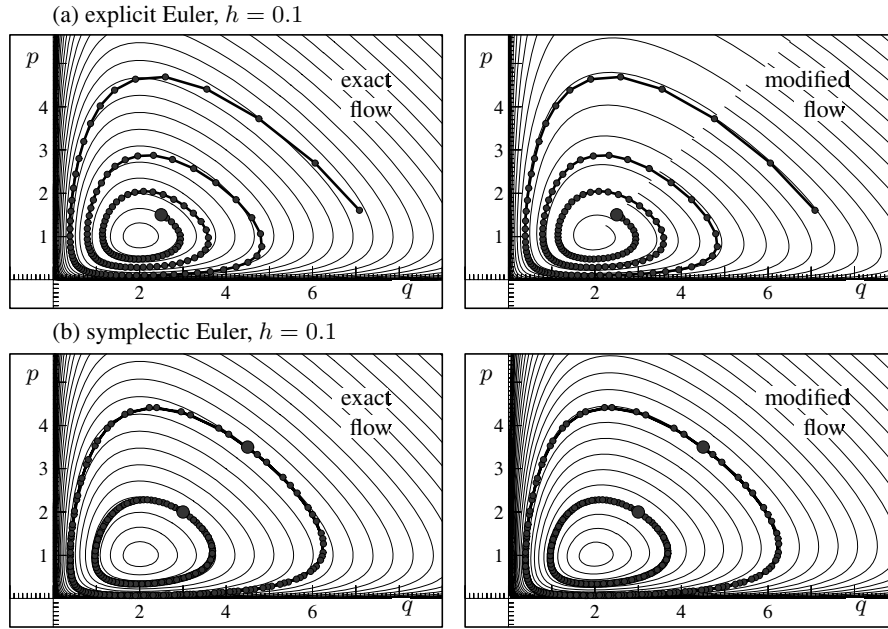 (a) explicit Euler, h = 0.1
p
exact
flow
4
3
2
1
2 4 6 q
p
modified
flow
4
3
2
1
2 4 6 q
(b) symplectic Euler, h = 0.1
p
exact
flow
4
3
2
1
2 4 6 q
p
modified
flow
4
3
2
1
2 4 6 q